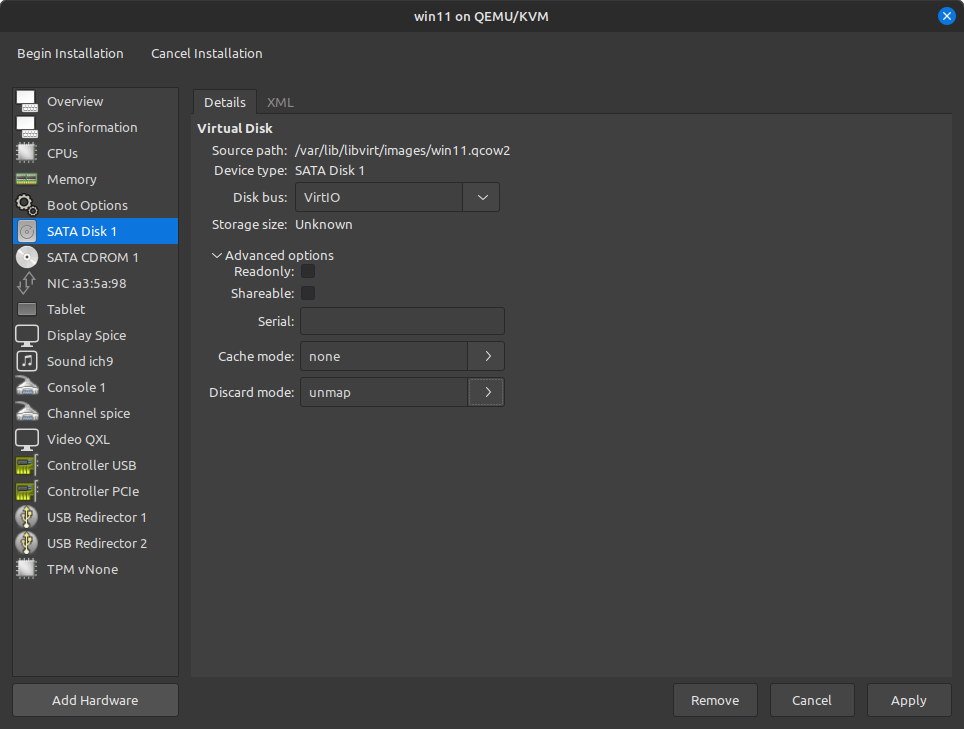 win11 on QEMU/KVM
Begin Installation Cancel Installation
Overview
OS information
CPUs
Memory
Boot Options
SATA Disk 1
SATA CDROM 1
NIC :a3:5a:98
Tablet
Display Spice
Sound ich9
Console 1
Channel spice
Video QXL
Controller USB
Controller PCIe
USB Redirector 1
USB Redirector 2
TPM vNone
Add Hardware
Details XML
Virtual Disk
Source path: /var/lib/libvirt/images/win11.qcow2
Device type: SATA Disk 1
Disk bus: VirtIO
Storage size: Unknown
Advanced options
Readonly:
Shareable:
Serial:
Cache mode: none
Discard mode: unmap
Remove Cancel Apply